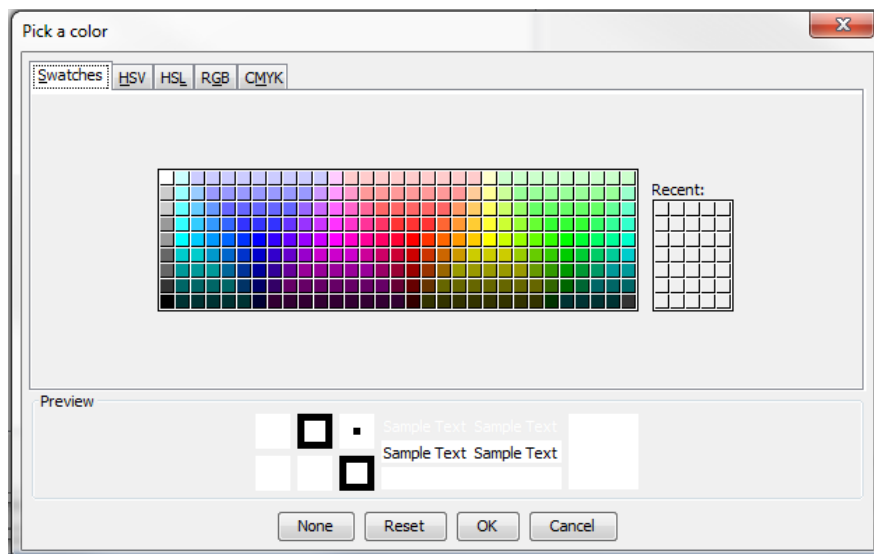 Pick a color
Swatches HSV HSL RGB CMYK
Recent:
Preview
Sample Text Sample Text
Sample Text Sample Text
None Reset OK Cancel